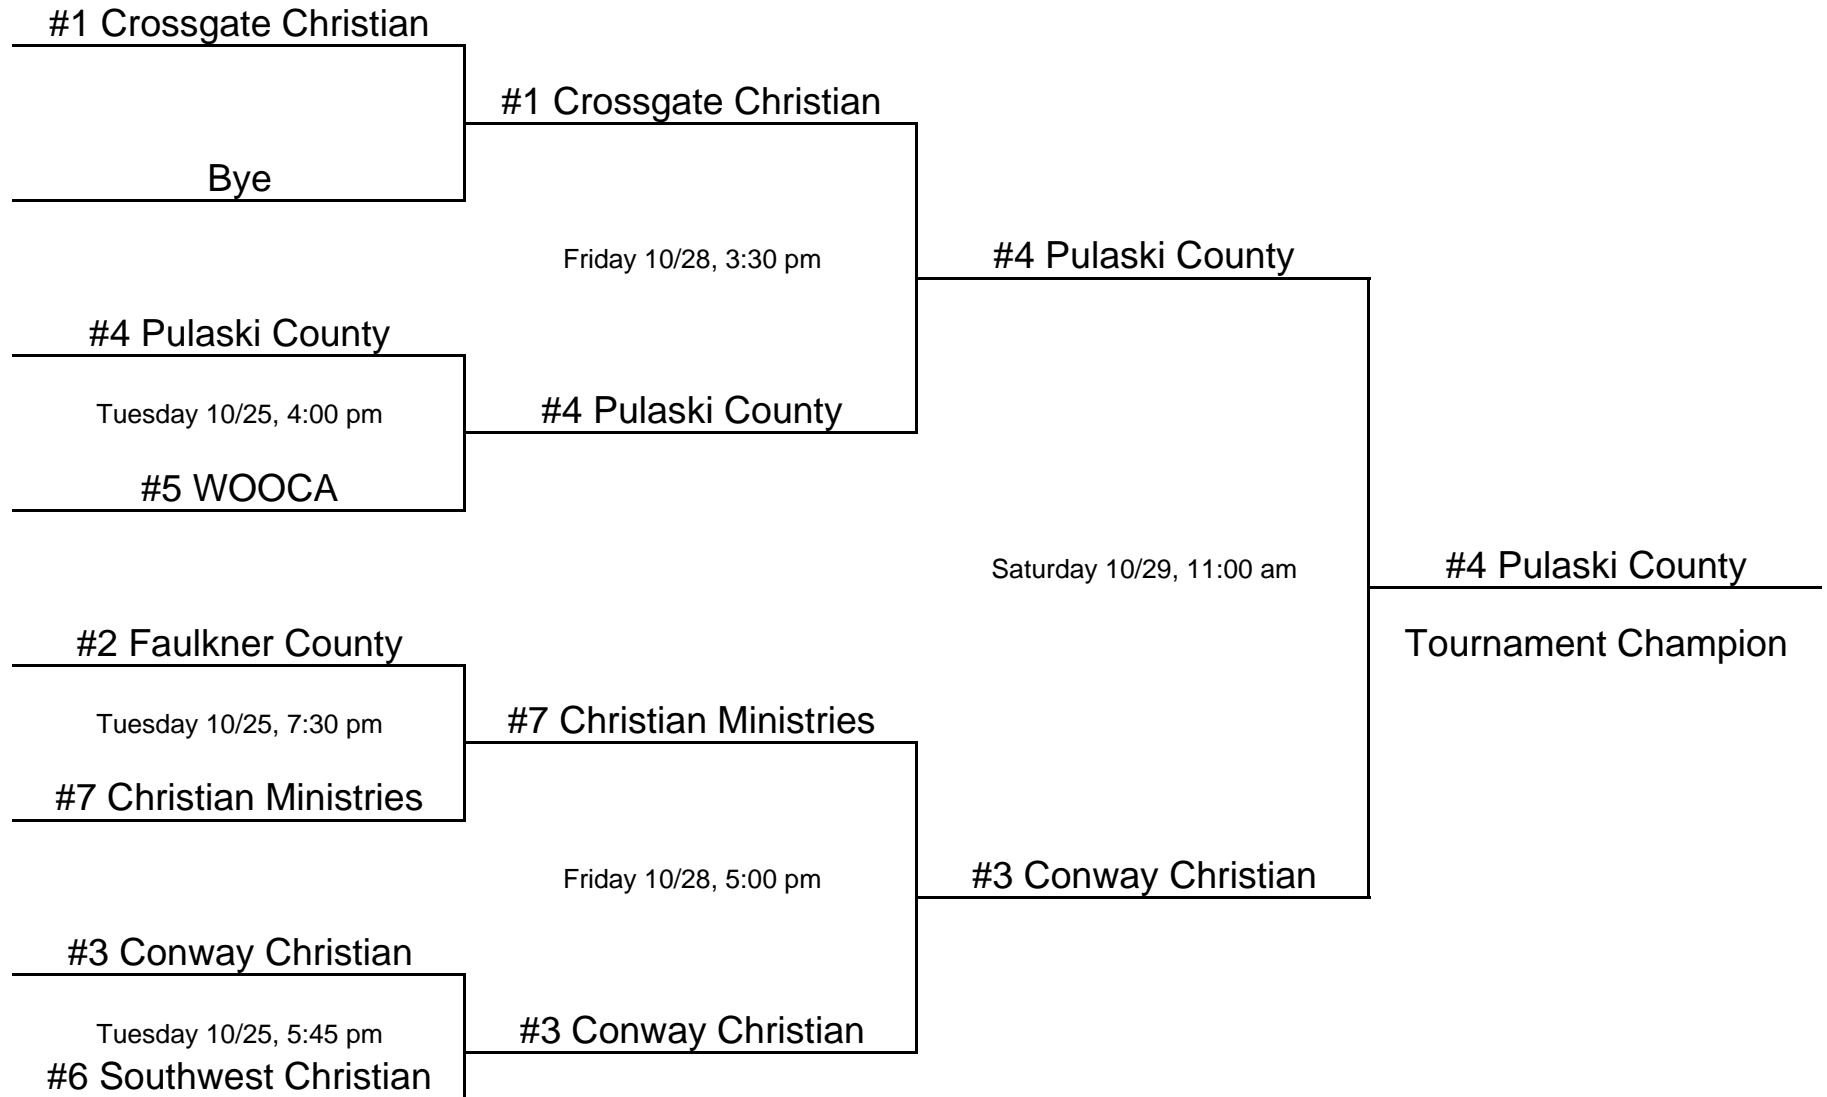 #1 Crossgate Christian
#1 Crossgate Christian
Bye
Friday 10/28, 3:30 pm
#4 Pulaski County
#4 Pulaski County
Tuesday 10/25, 4:00 pm
#4 Pulaski County
#5 WOOCA
Saturday 10/29, 11:00 am
#4 Pulaski County
#2 Faulkner County
Tournament Champion
Tuesday 10/25, 7:30 pm
#7 Christian Ministries
#7 Christian Ministries
Friday 10/28, 5:00 pm
#3 Conway Christian
#3 Conway Christian
Tuesday 10/25, 5:45 pm
#3 Conway Christian
#6 Southwest Christian